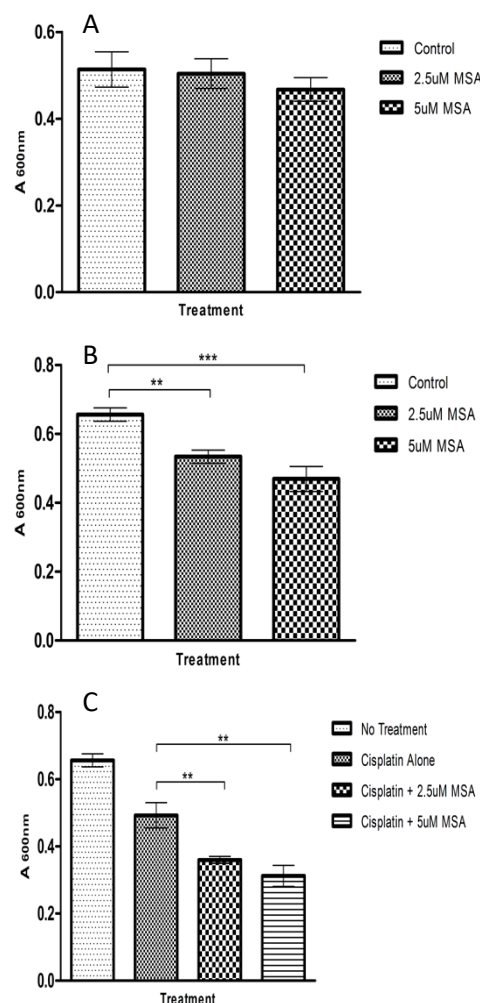 A
0.6
0.4
0.2
0.0
A 600nm
Treatment
Control
2.5uM MSA
5uM MSA
B
0.8
0.6
0.4
0.2
0.0
A 600nm
***
**
Treatment
Control
2.5uM MSA
5uM MSA
C
0.8
0.6
0.4
0.2
0.0
A 600nm
**
**
Treatment
No Treatment
Cisplatin Alone
Cisplatin + 2.5uM MSA
Cisplatin + 5uM MSA